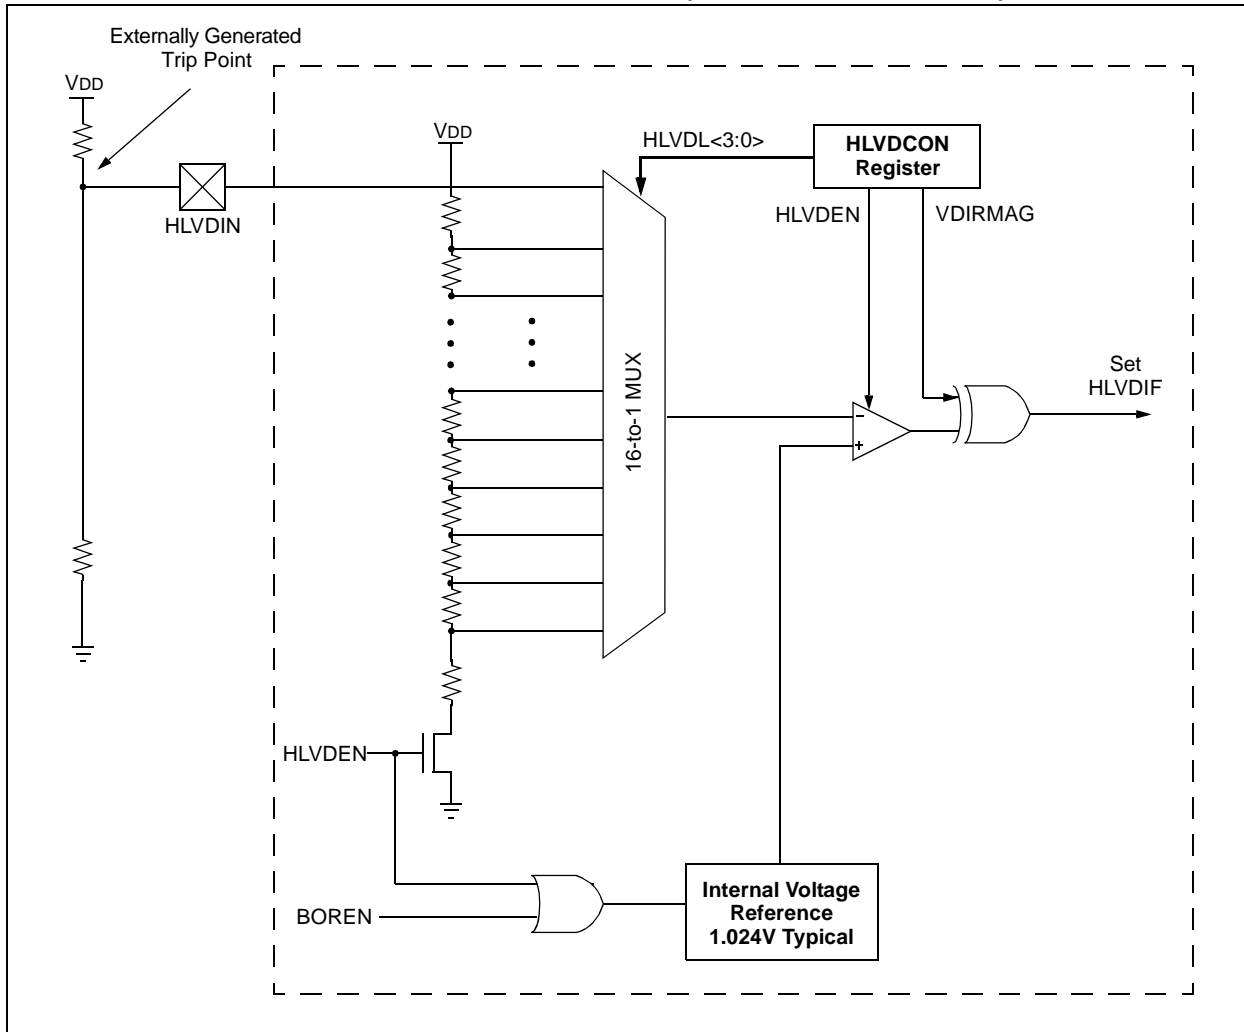 Externally Generated
Trip Point
VDD
VDD
HLVDL<3:0>
HLVDCON
Register
HLVDIN
HLVDEN
VDIRMAG
16-to-1 MUX
Set
HLVDIF
–
+
HLVDEN
BOREN
Internal Voltage
Reference
1.024V Typical